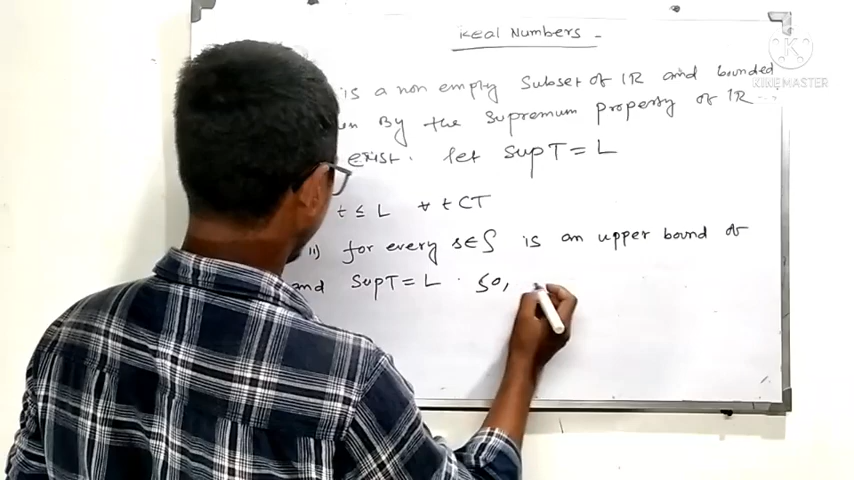 Real Numbers -
KINEMASTER
is a non empty Subset of IR and bounded
By the Supremum property of IR
exist. let SupT = L
t ≤ L ∀ t CT
ii) for every s∈S is an upper bound of
and SupT = L . So,